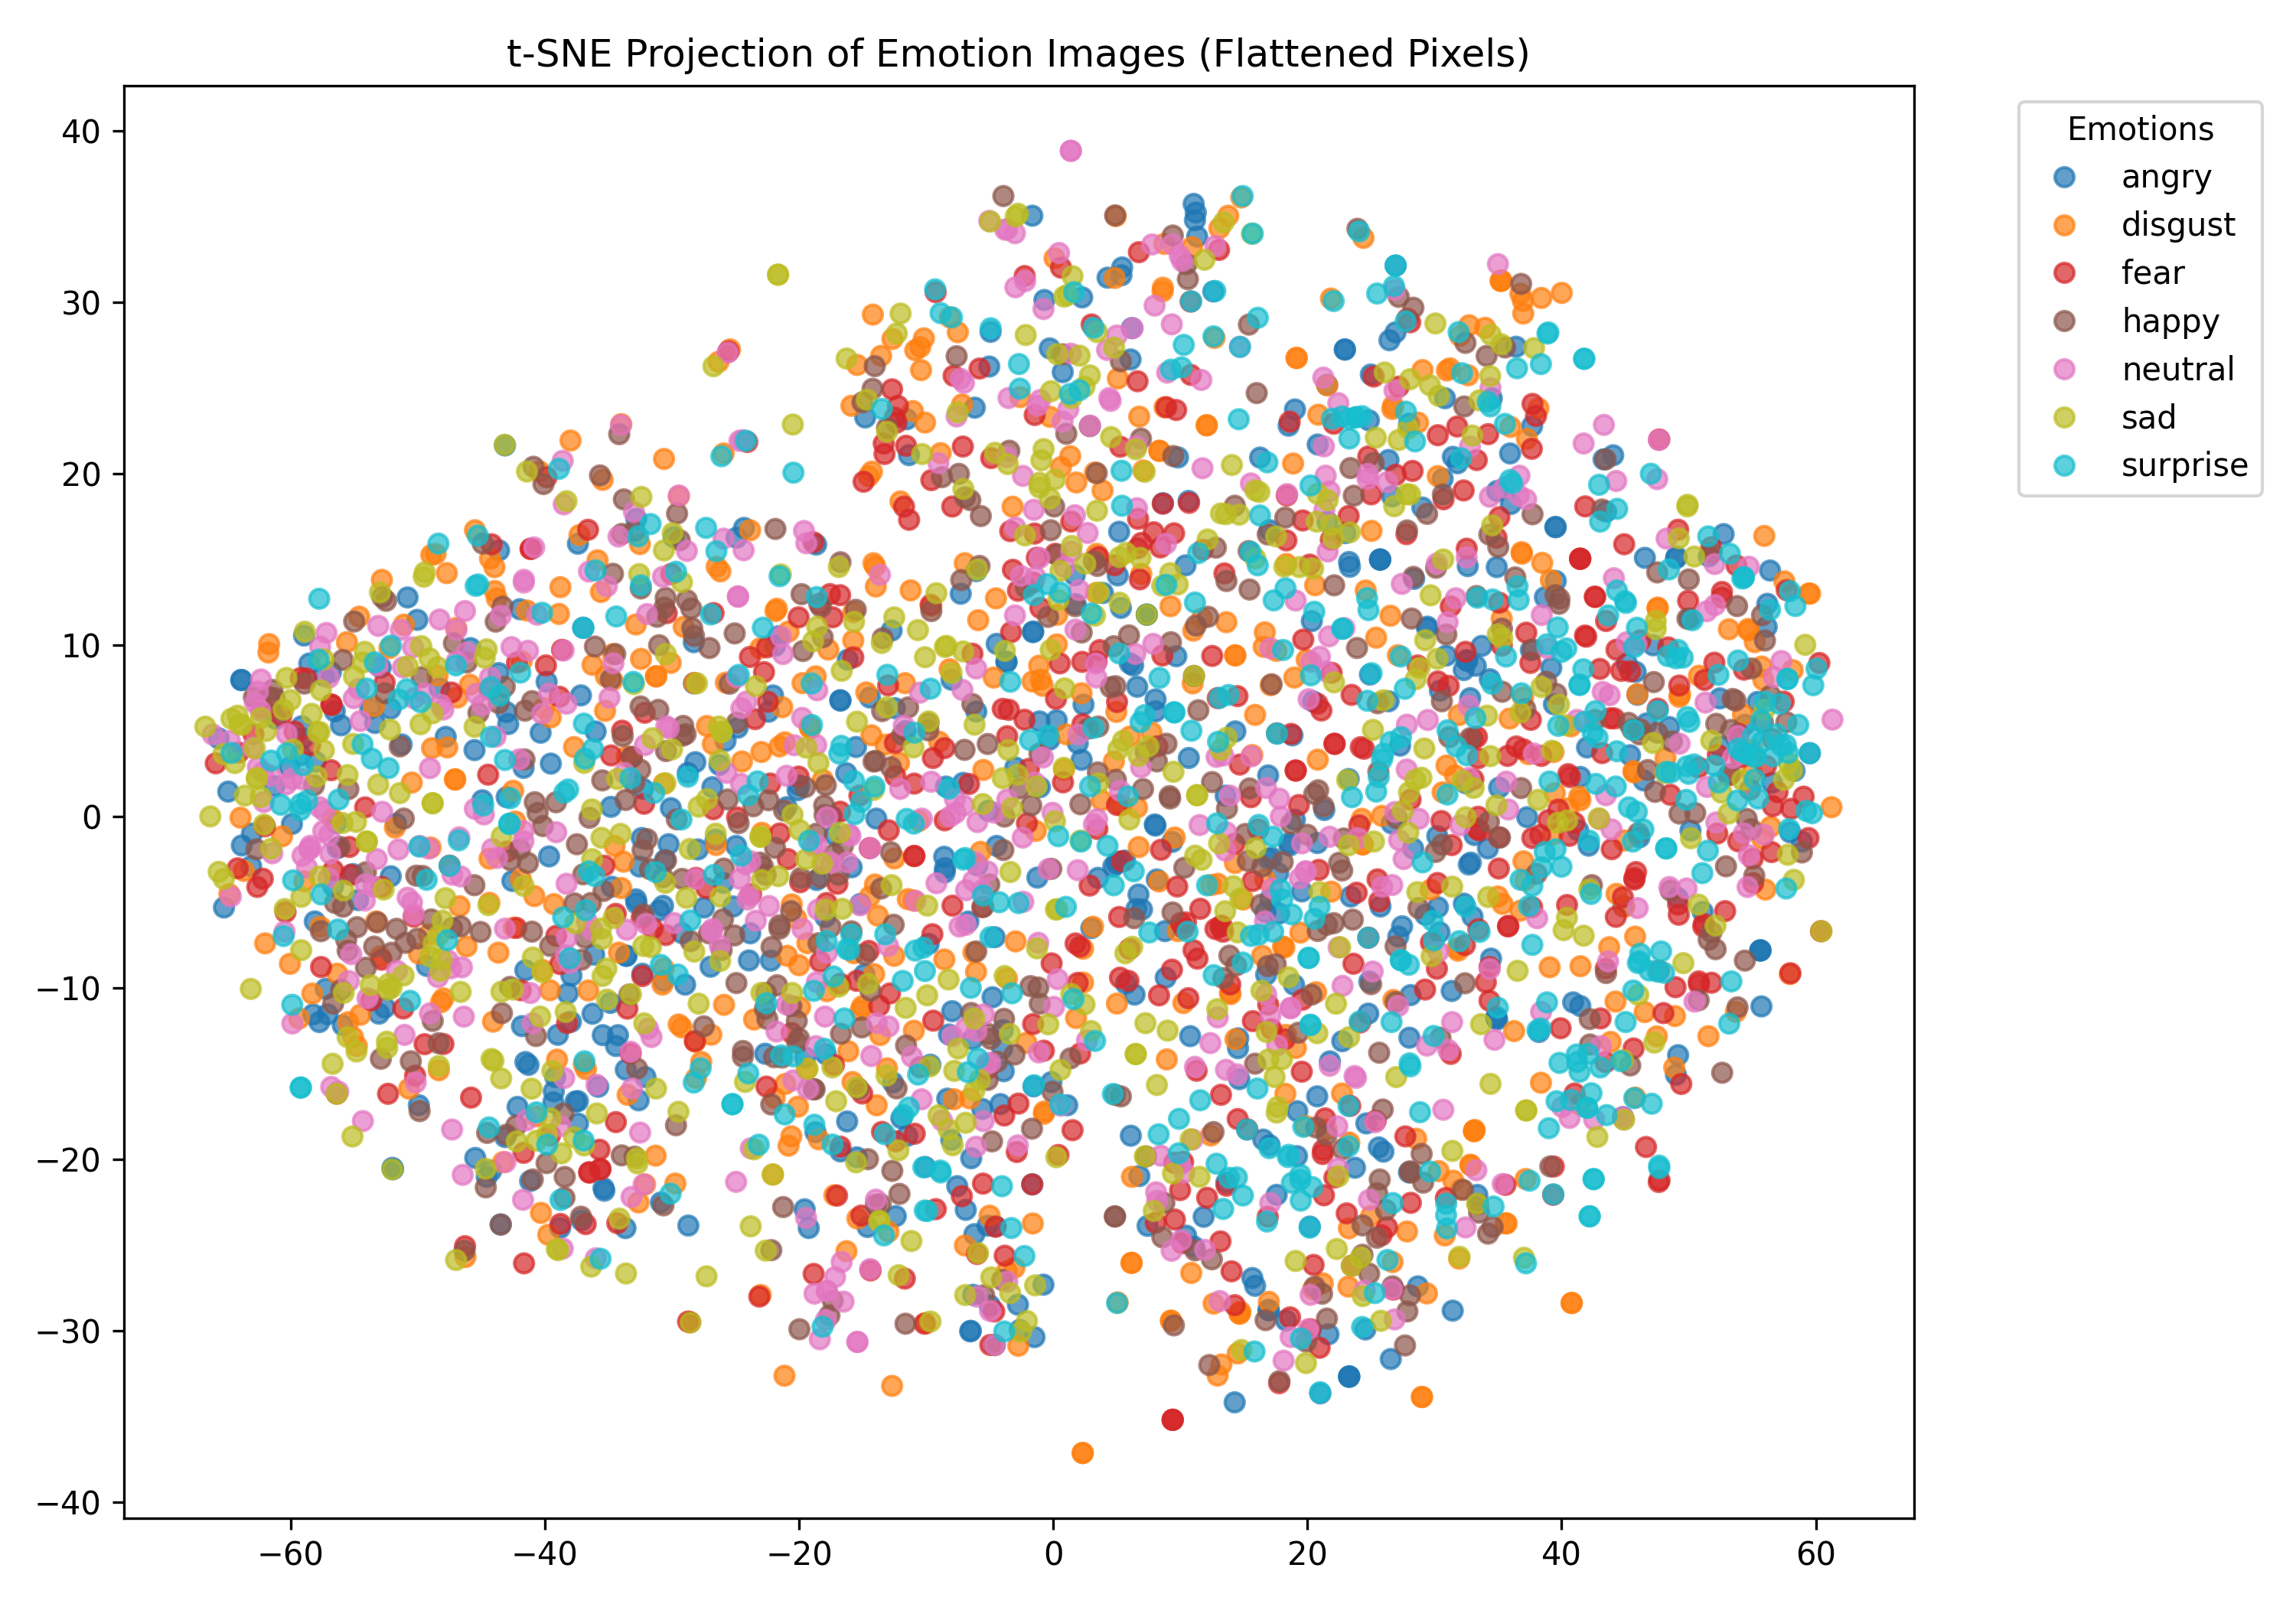 t-SNE Projection of Emotion Images (Flattened Pixels)
40
30
20
10
0
−10
−20
−30
−40
−60
−40
−20
0
20
40
60
Emotions
angry
disgust
fear
happy
neutral
sad
surprise